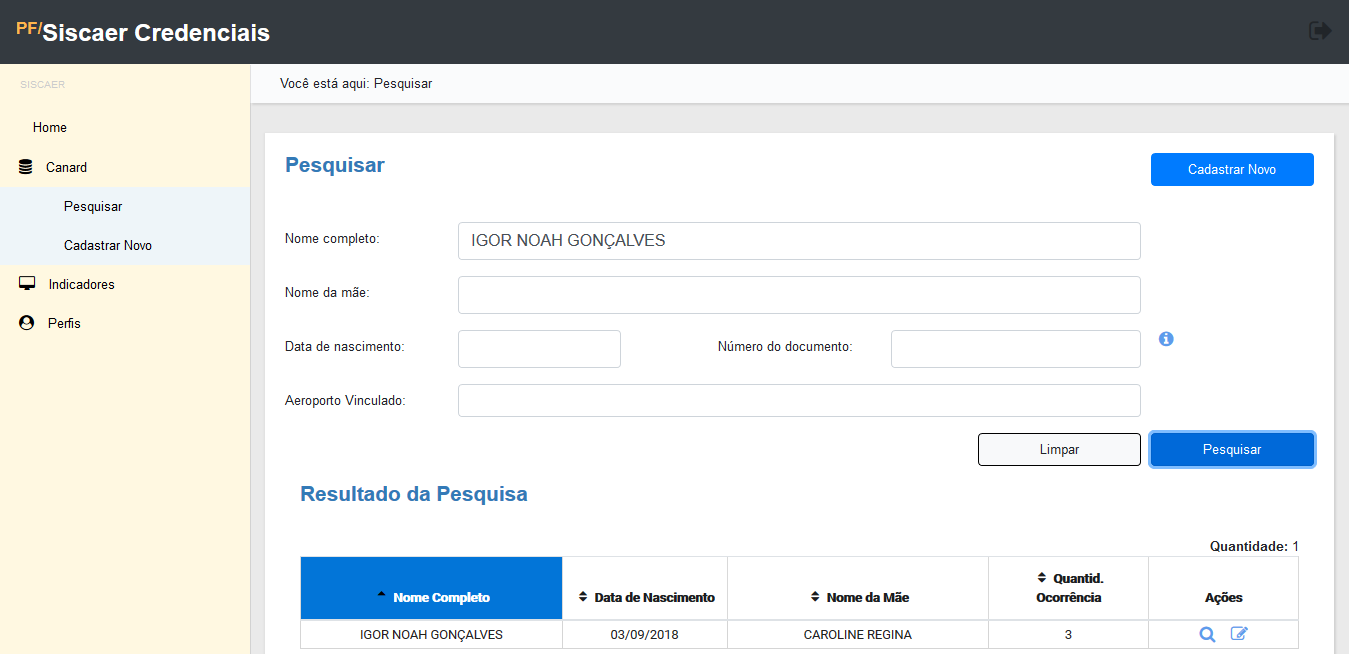 PF/Siscaer Credenciais
SISCAER
Você está aqui: Pesquisar
Home
Canard
Pesquisar
Cadastrar Novo
Indicadores
Perfis
Pesquisar
Cadastrar Novo
Nome completo: IGOR NOAH GONÇALVES
Nome da mãe:
Data de nascimento: Número do documento:
Aeroporto Vinculado:
Limpar Pesquisar
Resultado da Pesquisa
Quantidade: 1
Nome Completo Data de Nascimento Nome da Mãe Quantid. Ocorrência Ações
IGOR NOAH GONÇALVES 03/09/2018 CAROLINE REGINA 3